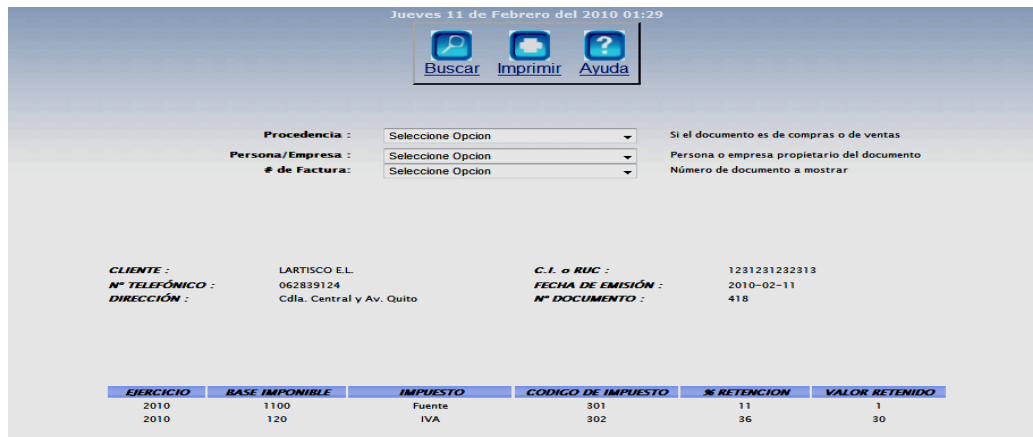 Jueves 11 de Febrero del 2010 01:29
Buscar Imprimir Ayuda
Procedencia : Seleccione Opcion Si el documento es de compras o de ventas
Persona/Empresa : Seleccione Opcion Persona o empresa propietario del documento
# de Factura: Seleccione Opcion Número de documento a mostrar
CLIENTE : LARTISCO E.L. C.I. o RUC : 1231231232313
Nº TELEFÓNICO : 062839124 FECHA DE EMISIÓN : 2010-02-11
DIRECCIÓN : Cdla. Central y Av. Quito Nº DOCUMENTO : 418
EJERCICIO BASE IMPONIBLE IMPUESTO CODIGO DE IMPUESTO % RETENCION VALOR RETENIDO
2010 1100 Fuente 301 11 1
2010 120 IVA 302 36 30